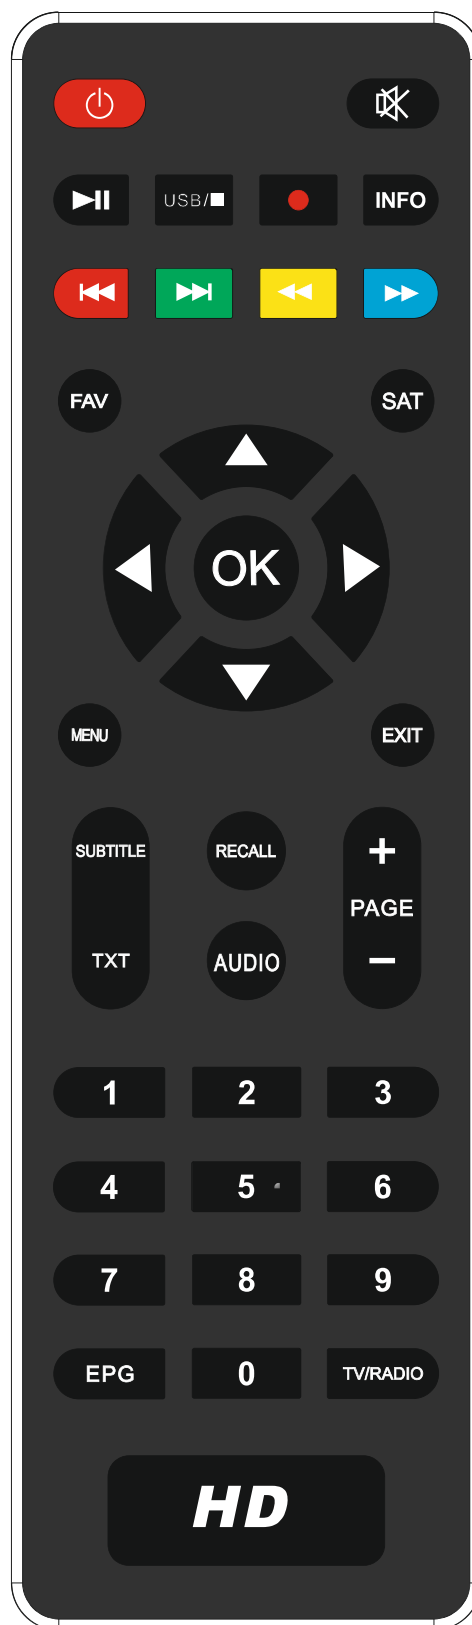 USB/■
INFO
FAV
SAT
OK
MENU
EXIT
SUBTITLE
RECALL
+
PAGE
TXT
AUDIO
−
1 2 3
4 5 6
7 8 9
EPG 0 TV/RADIO
HD